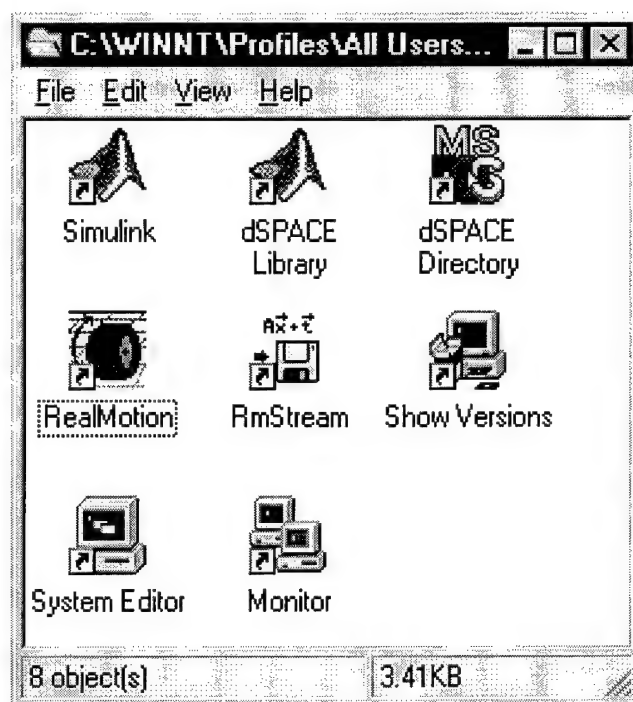 C:\WINNT\Profiles\All Users...
File Edit View Help
MS
Simulink dSPACE Library dSPACE Directory
Ax+t
RealMotion RmStream Show Versions
System Editor Monitor
8 object(s) 3.41KB